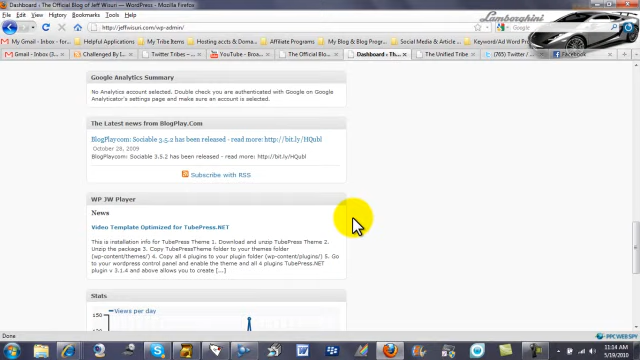 Dashboard ‹ The Official Blog of Jeff Wisuri — WordPress - Mozilla Firefox
File Edit View History Bookmarks Tools Help
http://jeffwisuri.com/wp-admin/
Lamborghini
Google
My Gmail - Inbox Helpful Applications My Tribe Firesites Hosting accts & Doma... My Blog & Blog Progr... Social Media & Article ... Keyword/Ad Word
Gmail - Inbox Challenged By L... Twitter Tribes YouTube - Broad... The Official Blo... Dashboard ‹ Th... The Unified Tribe (765) Twitter Facebook
Google Analytics Summary
No Analytics account selected. Double check you are authenticated with Google on Google
Analyticator's settings page and make sure an account is selected.
The Latest news from BlogPlay.Com
BlogPlaycom: Sociable 3.5.2 has been released - read more: http://bit.ly/HQubl
October 28, 2009
BlogPlaycom: Sociable 3.5.2 has been released - read more: http://bit.ly/HQubl
Subscribe with RSS
WP JW Player
News
Video Template Optimized for TubePress.NET
This is installation info for TubePress Theme 1. Download and unzip TubePress Theme 2.
Unzip the package 3. Copy TubePressTheme folder to your themes folder
(wp-content/themes/) 4. Copy all 4 plugins to your plugin folder (wp-content/plugins/) 5. Go
to your wordpress control panel and enable the theme and all 4 plugins TubePress.NET
plugin v 3.1.4 and above allows you to create [...]
Stats
Views per day
150
100
Done
PPC WEB SPY
11:14 AM
5/19/2010